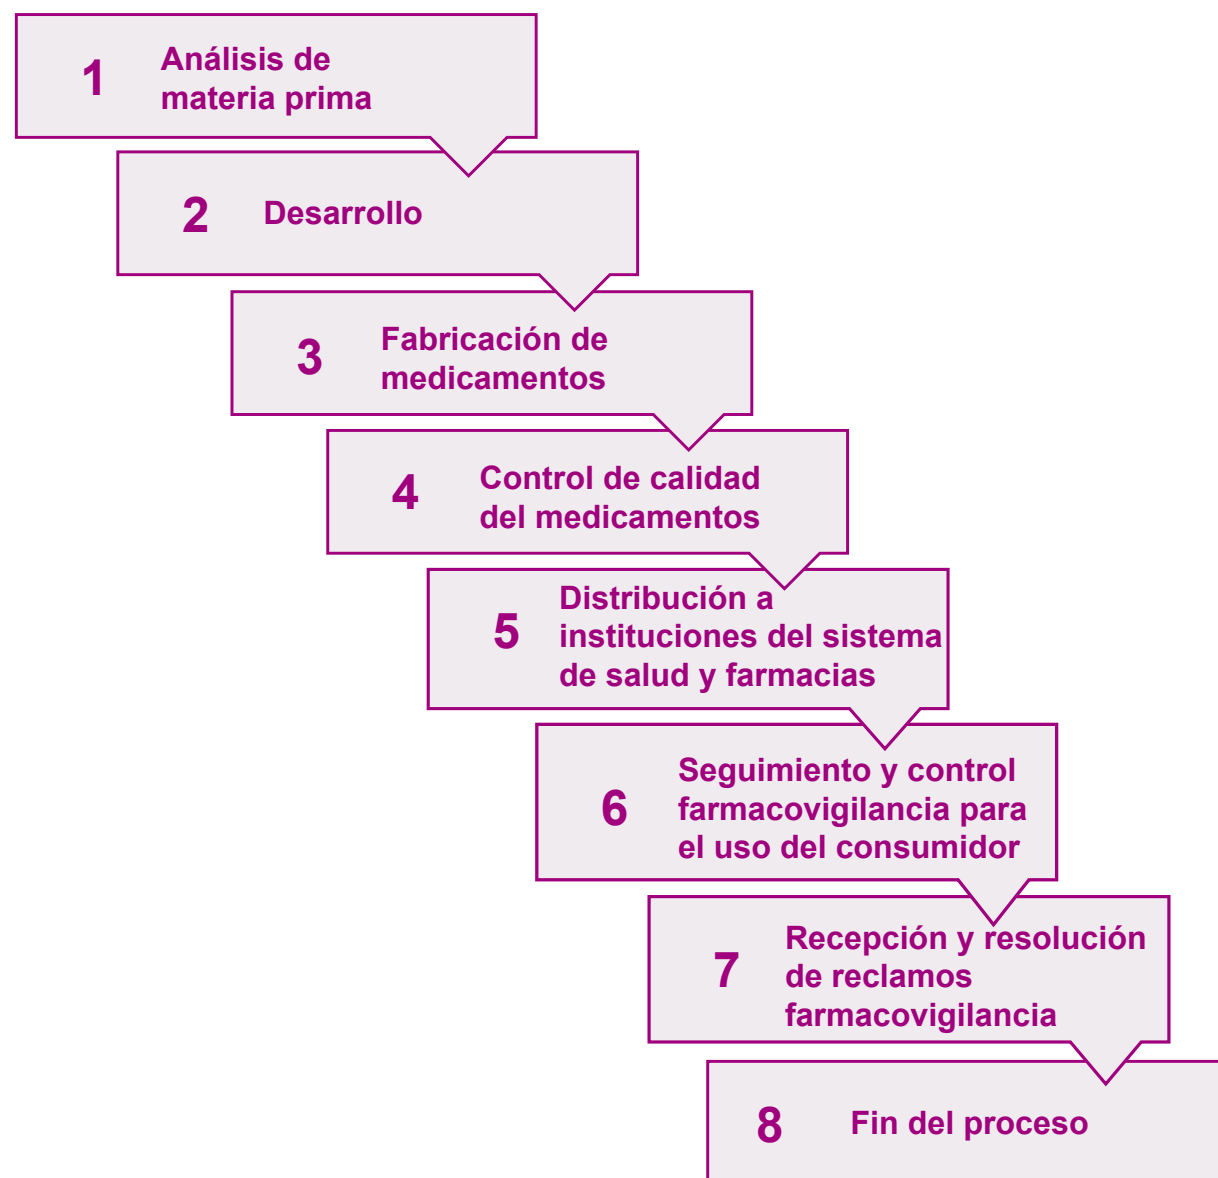 1
Análisis de
materia prima
2
Desarrollo
3
Fabricación de
medicamentos
4
Control de calidad
del medicamentos
5
Distribución a
instituciones del sistema
de salud y farmacias
6
Seguimiento y control
farmacovigilancia para
el uso del consumidor
7
Recepción y resolución
de reclamos
farmacovigilancia
8
Fin del proceso